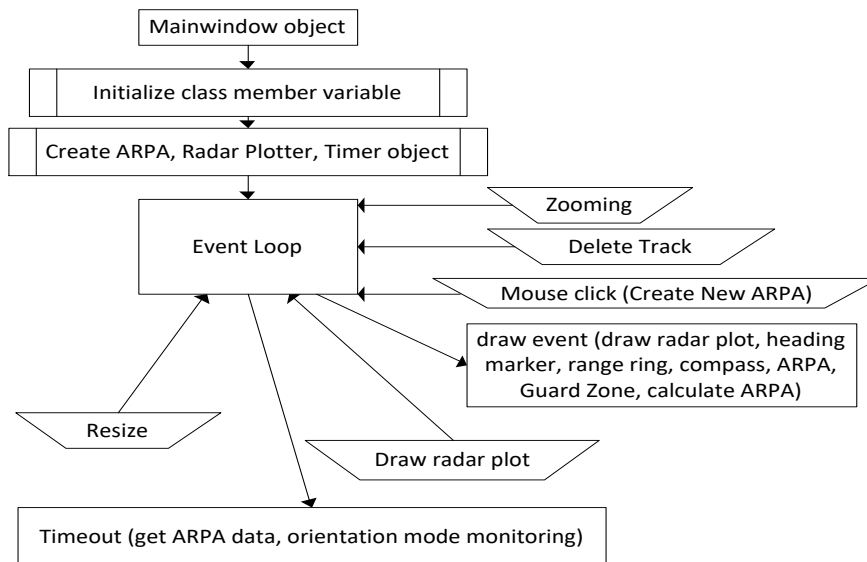 Mainwindow object
Initialize class member variable
Create ARPA, Radar Plotter, Timer object
Event Loop
Zooming
Delete Track
Mouse click (Create New ARPA)
draw event (draw radar plot, heading
marker, range ring, compass, ARPA,
Guard Zone, calculate ARPA)
Resize
Draw radar plot
Timeout (get ARPA data, orientation mode monitoring)